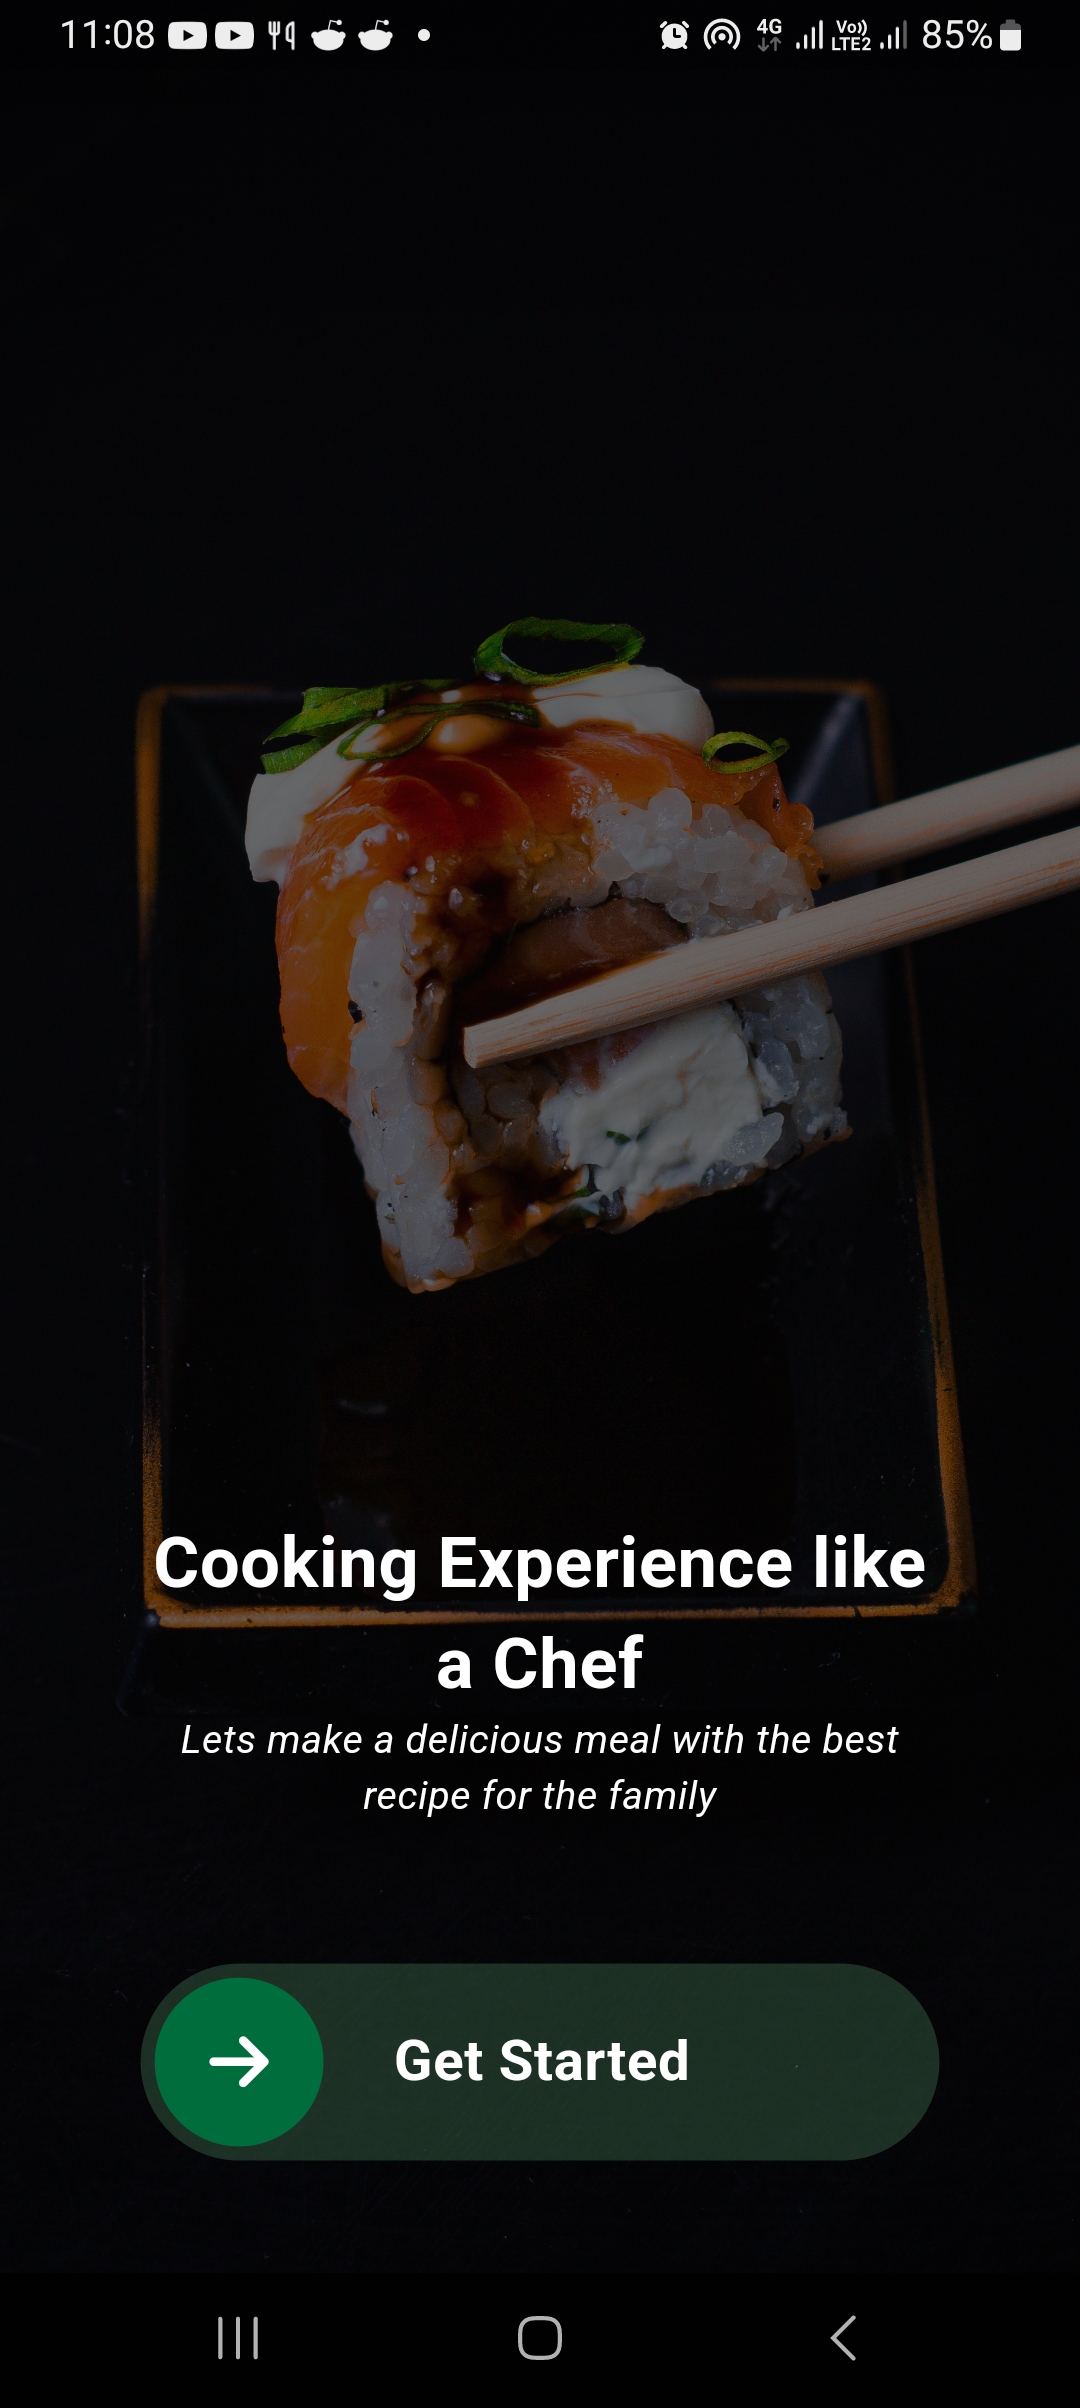 11:08 4G Vo)) LTE2 85%
Cooking Experience like
a Chef
Lets make a delicious meal with the best
recipe for the family
Get Started